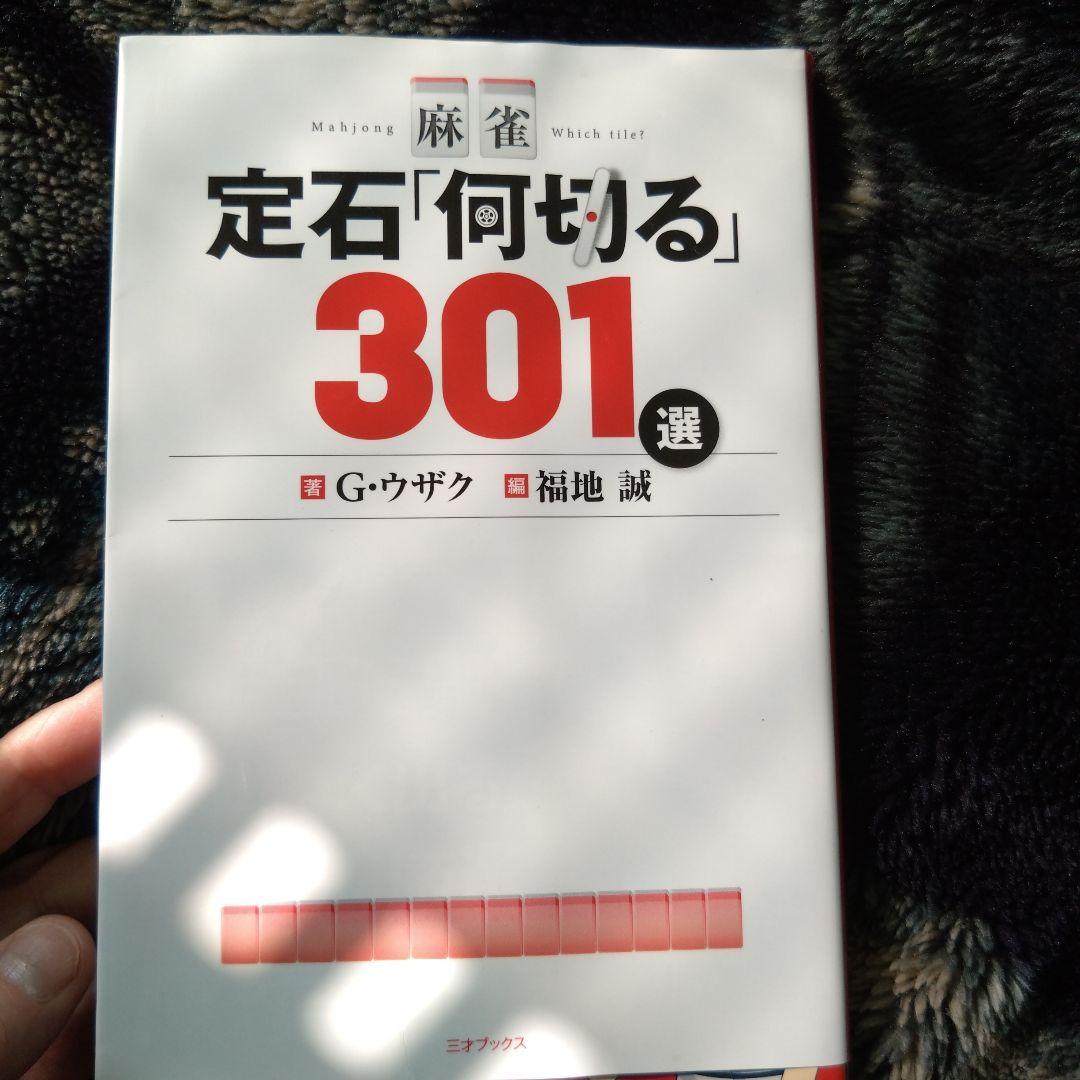 Mahjong 麻雀 Which tile?
定石「何切る」
301選
著 G・ウザク 編 福地 誠
三才ブックス